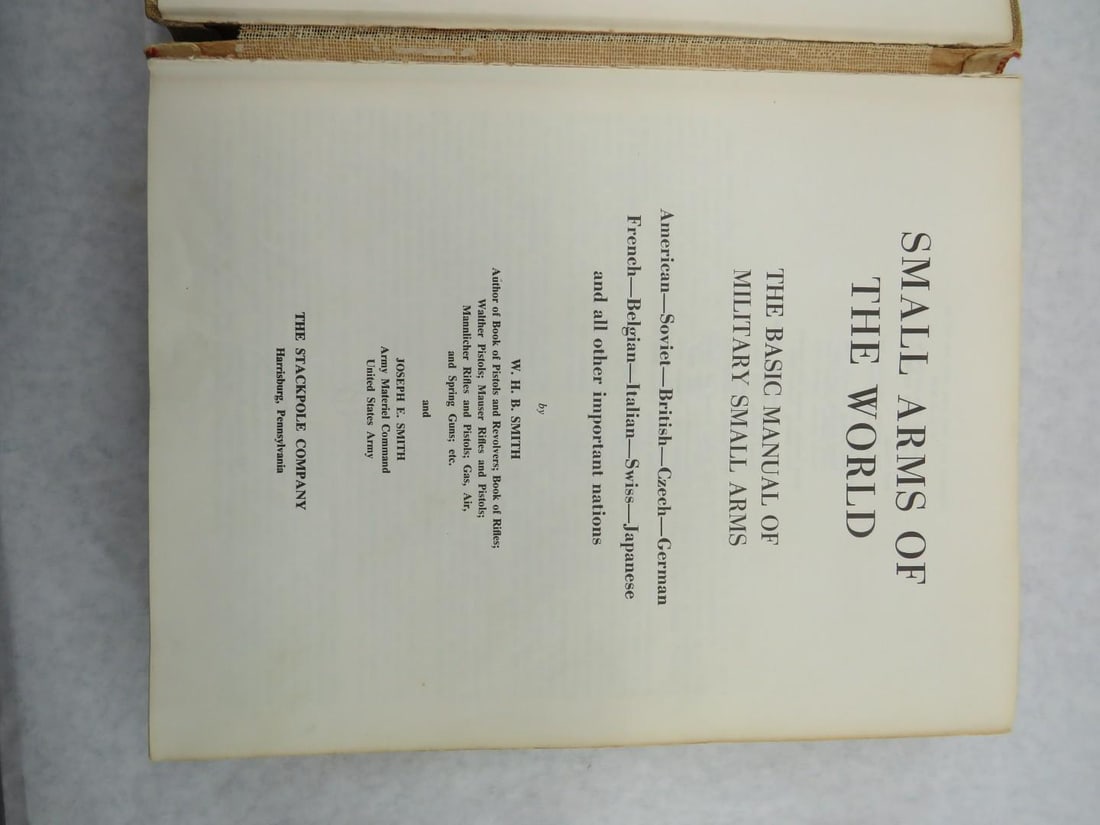 SMALL ARMS OF
THE WORLD
THE BASIC MANUAL OF
MILITARY SMALL ARMS
American—Soviet—British—Czech—German
French—Belgian—Italian—Swiss—Japanese
and all other important nations
by
W. H. B. SMITH
Author of Book of Pistols and Revolvers; Book of Rifles;
Walther Pistols; Mauser Rifles and Pistols;
Mannlicher Rifles and Pistols; Gas, Air,
and Spring Guns; etc.
and
JOSEPH E. SMITH
Army Materiel Command
United States Army
THE STACKPOLE COMPANY
Harrisburg, Pennsylvania